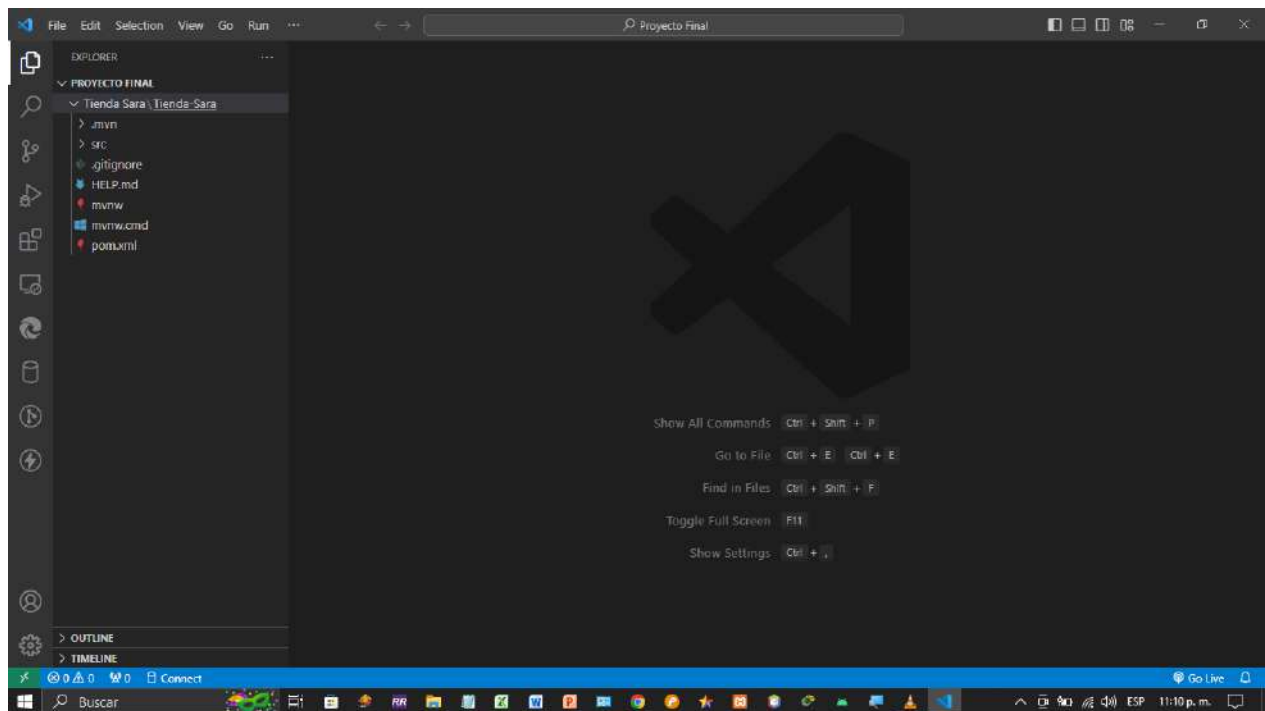 File Edit Selection View Go Run ···
Proyecto Final
EXPLORER ···
PROYECTO FINAL
Tienda Sara \ Tienda-Sara
.mvn
src
.gitignore
HELP.md
mvnw
mvnw.cmd
pom.xml
Show All Commands Ctrl + Shift + P
Go to File Ctrl + E Ctrl + E
Find in Files Ctrl + Shift + F
Toggle Full Screen F11
Show Settings Ctrl + ,
OUTLINE
TIMELINE
0 0 0 Connect Go Live
Buscar RR ESP 11:10 p. m.